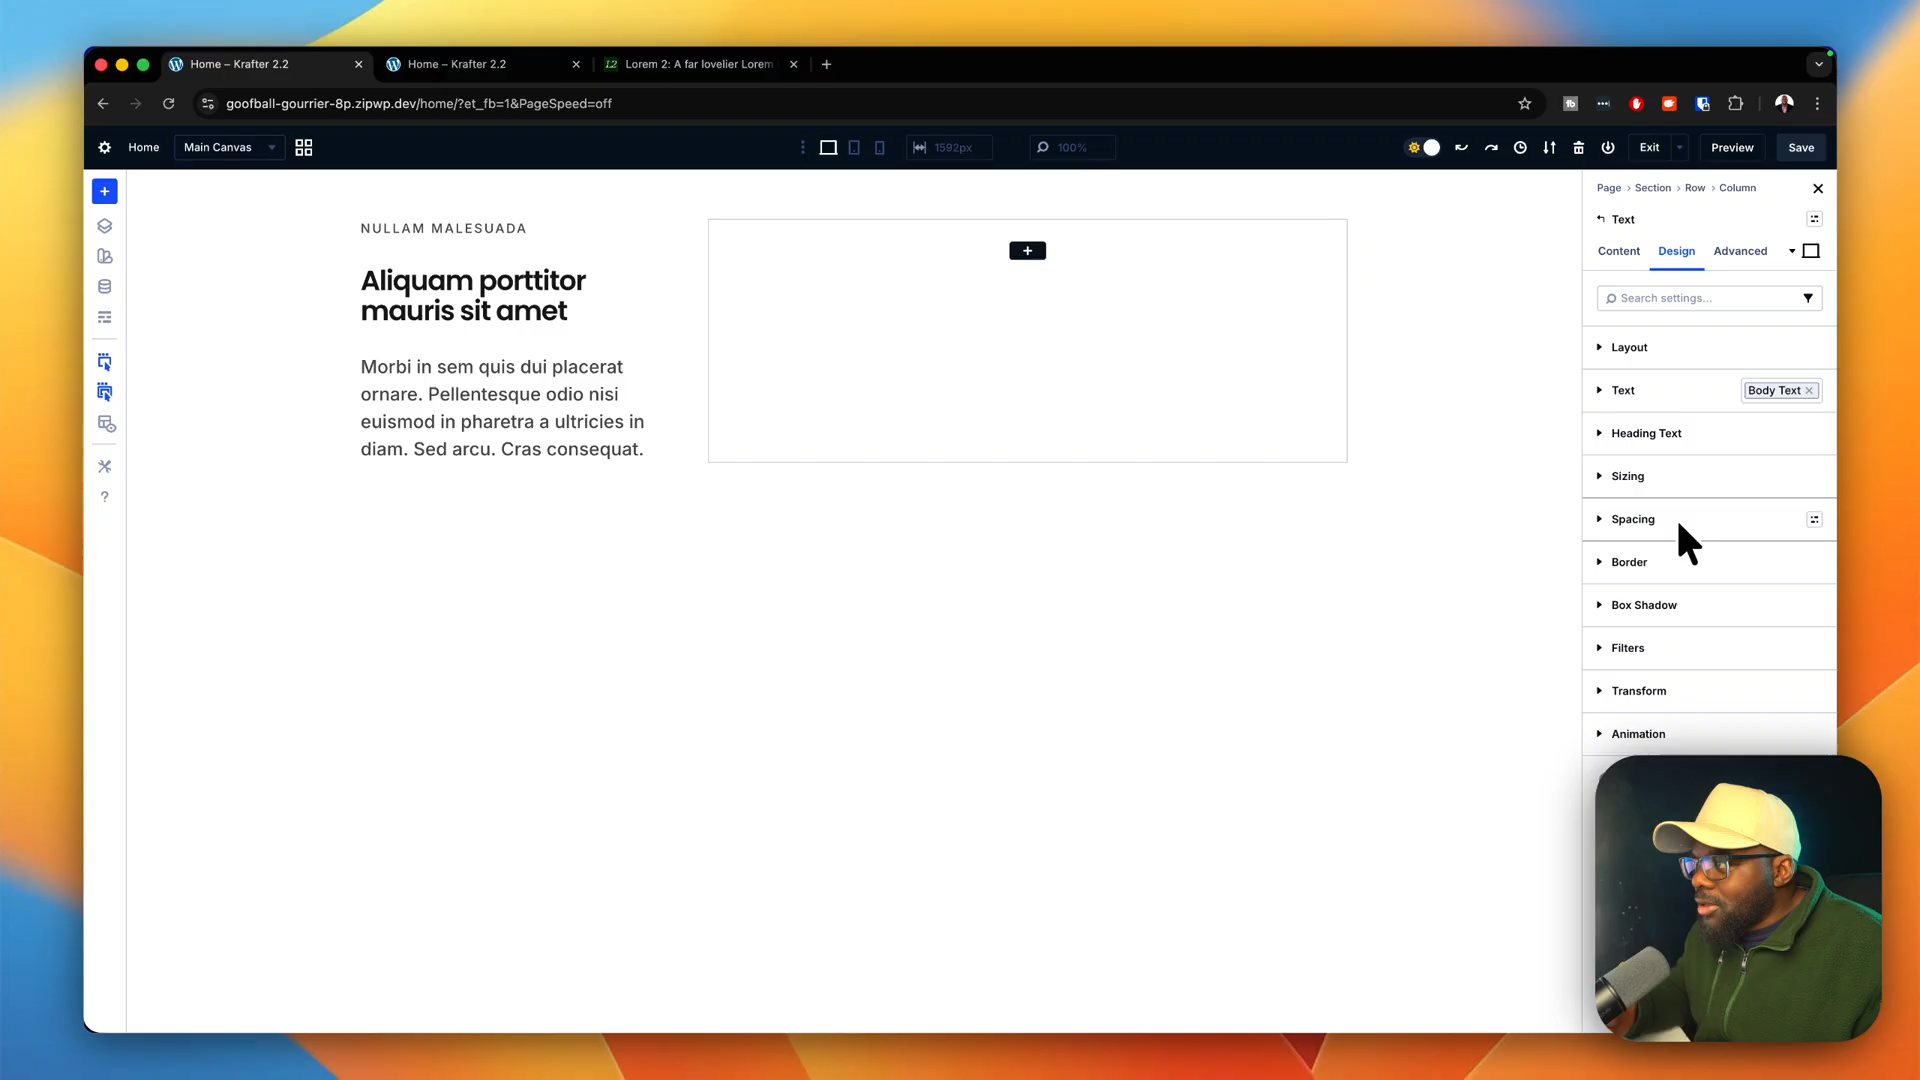 Home – Krafter 2.2
Home – Krafter 2.2
Lorem 2: A far lovelier Lorem
goofball-gourrier-8p.zipwp.dev/home/?et_fb=1&PageSpeed=off
Home
Main Canvas
1592px
100%
Exit
Preview
Save
Page > Section > Row > Column
Text
Content
Design
Advanced
Search settings...
Layout
Text
Body Text
Heading Text
Sizing
Spacing
Border
Box Shadow
Filters
Transform
Animation
NULLAM MALESUADA
Aliquam porttitor
mauris sit amet
Morbi in sem quis dui placerat
ornare. Pellentesque odio nisi
euismod in pharetra a ultricies in
diam. Sed arcu. Cras consequat.